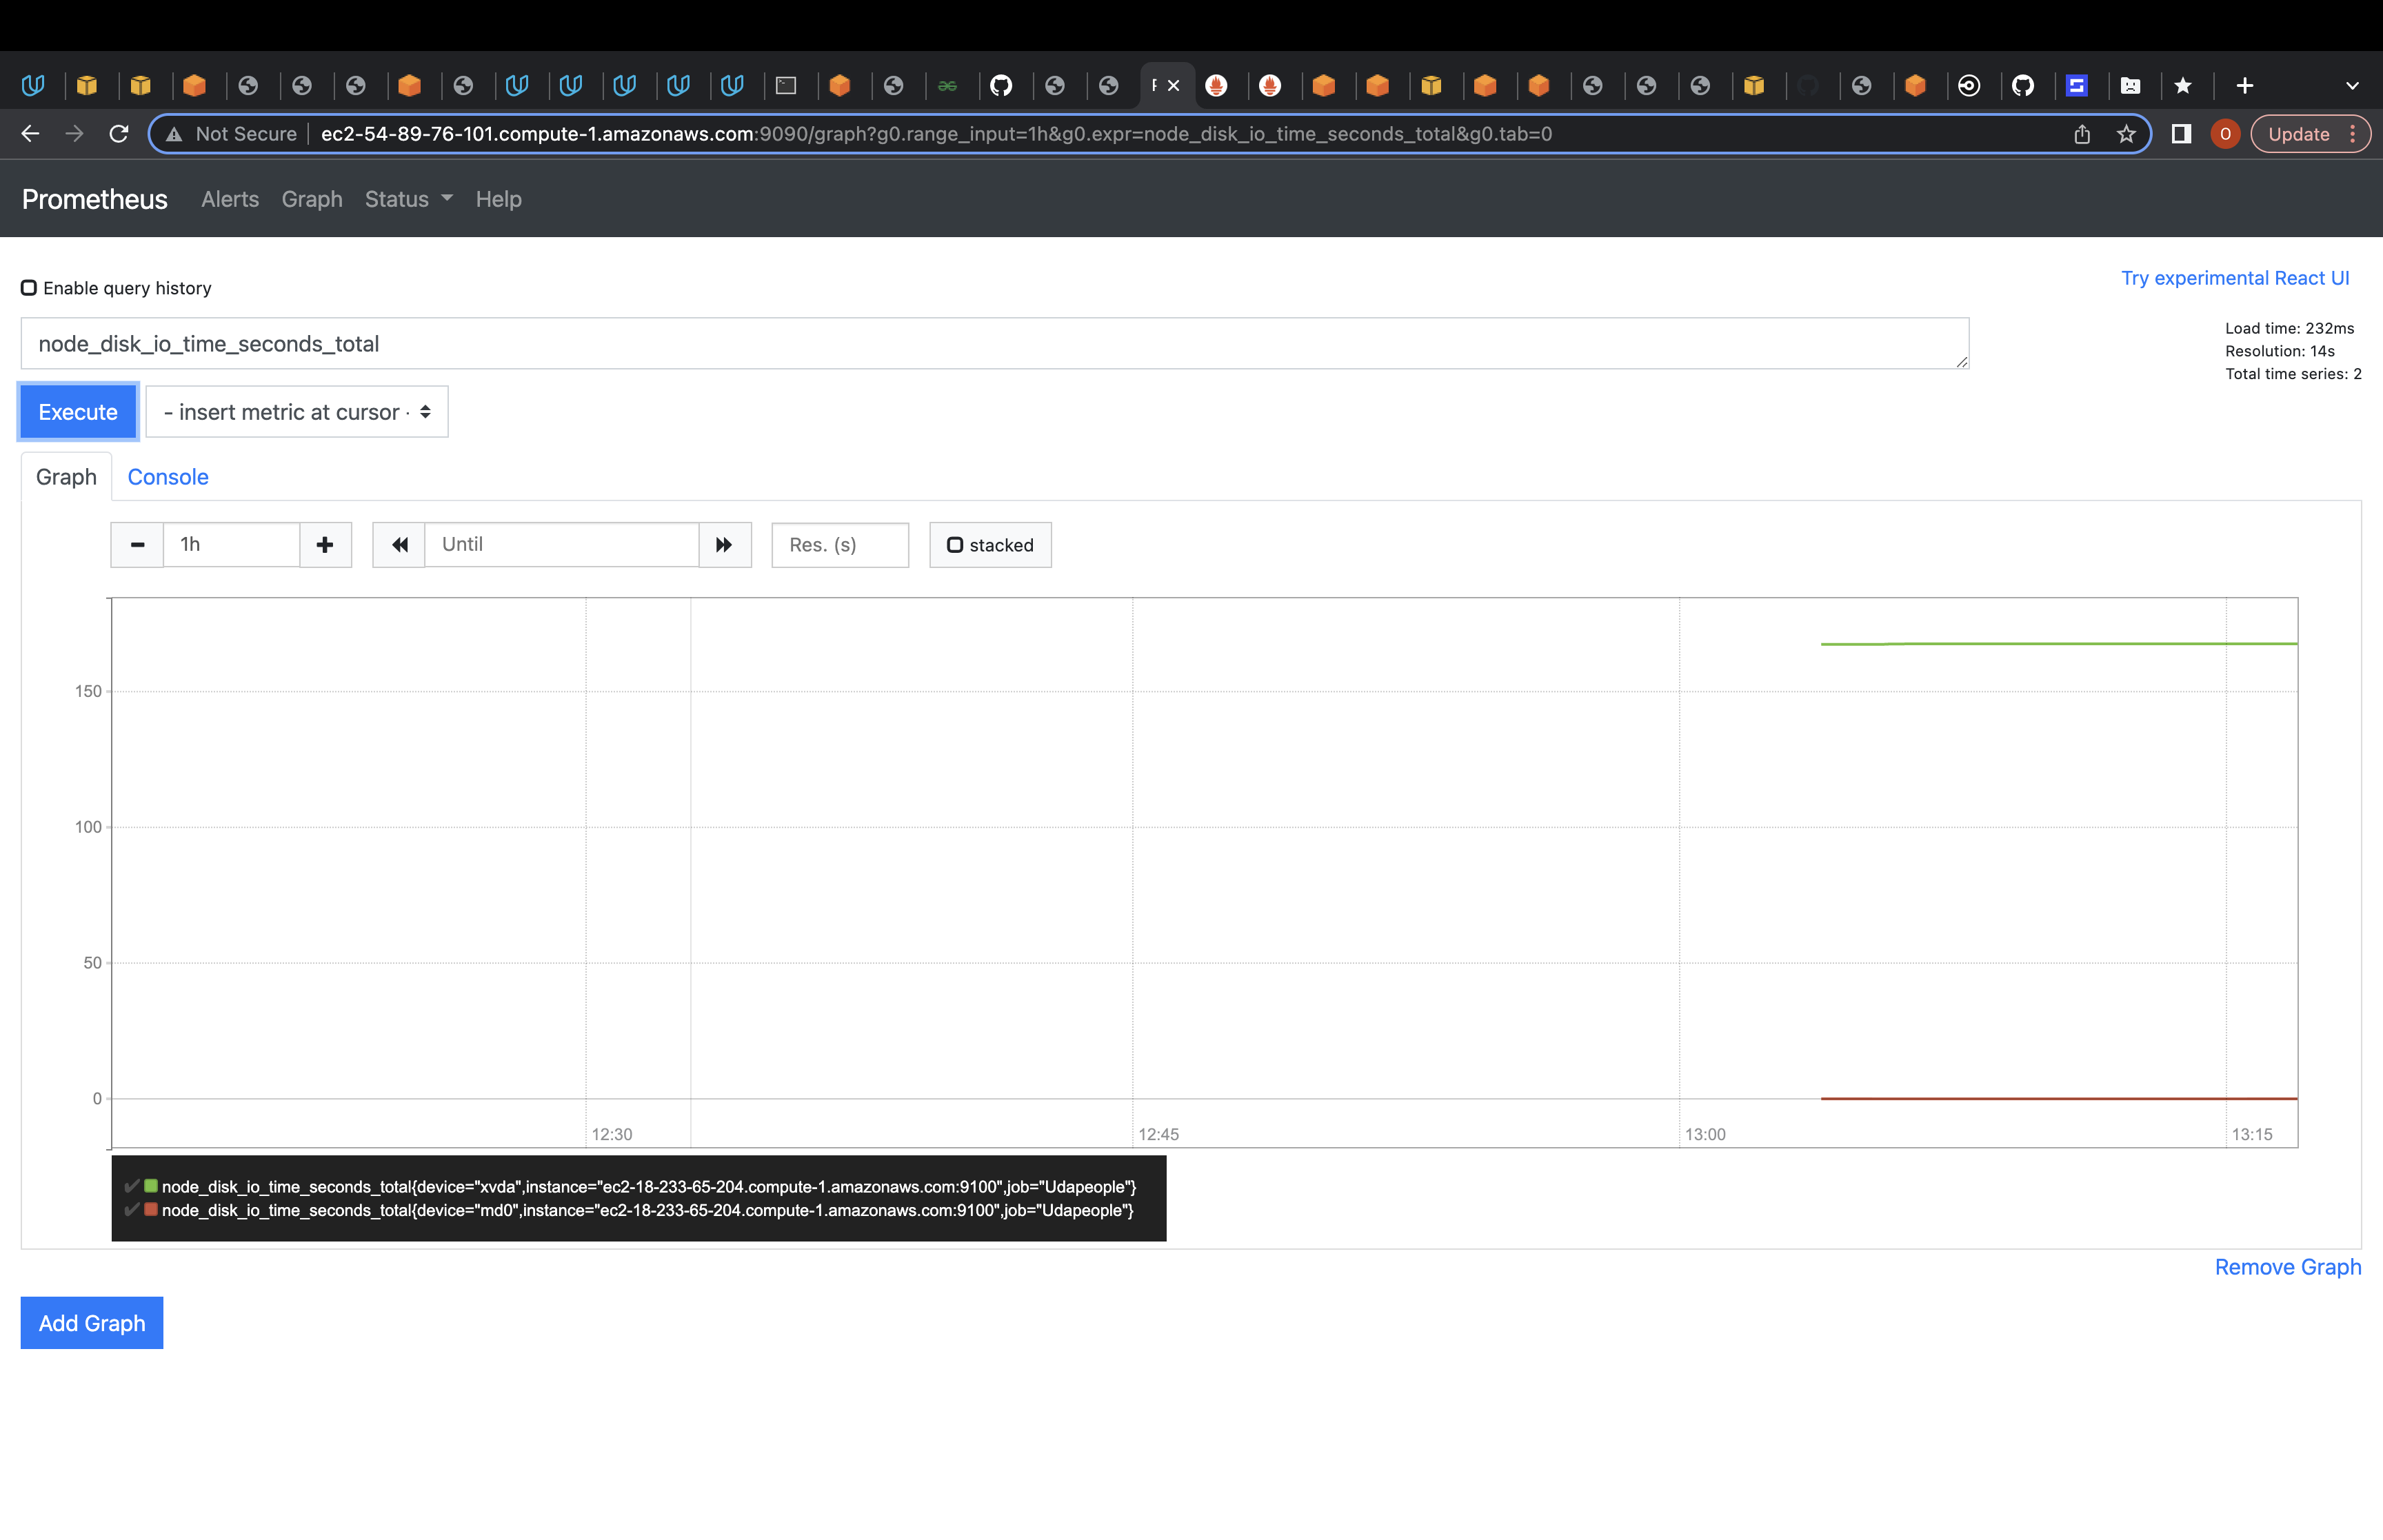 Not Secure ec2-54-89-76-101.compute-1.amazonaws.com:9090/graph?g0.range_input=1h&g0.expr=node_disk_io_time_seconds_total&g0.tab=0 O Update
Prometheus Alerts Graph Status Help
Enable query history
Try experimental React UI
node_disk_io_time_seconds_total
Load time: 232ms
Resolution: 14s
Total time series: 2
Execute - insert metric at cursor -
Graph Console
1h Until Res. (s) stacked
150
100
50
0
12:30 12:45 13:00 13:15
node_disk_io_time_seconds_total{device="xvda",instance="ec2-18-233-65-204.compute-1.amazonaws.com:9100",job="Udapeople"}
node_disk_io_time_seconds_total{device="md0",instance="ec2-18-233-65-204.compute-1.amazonaws.com:9100",job="Udapeople"}
Remove Graph
Add Graph